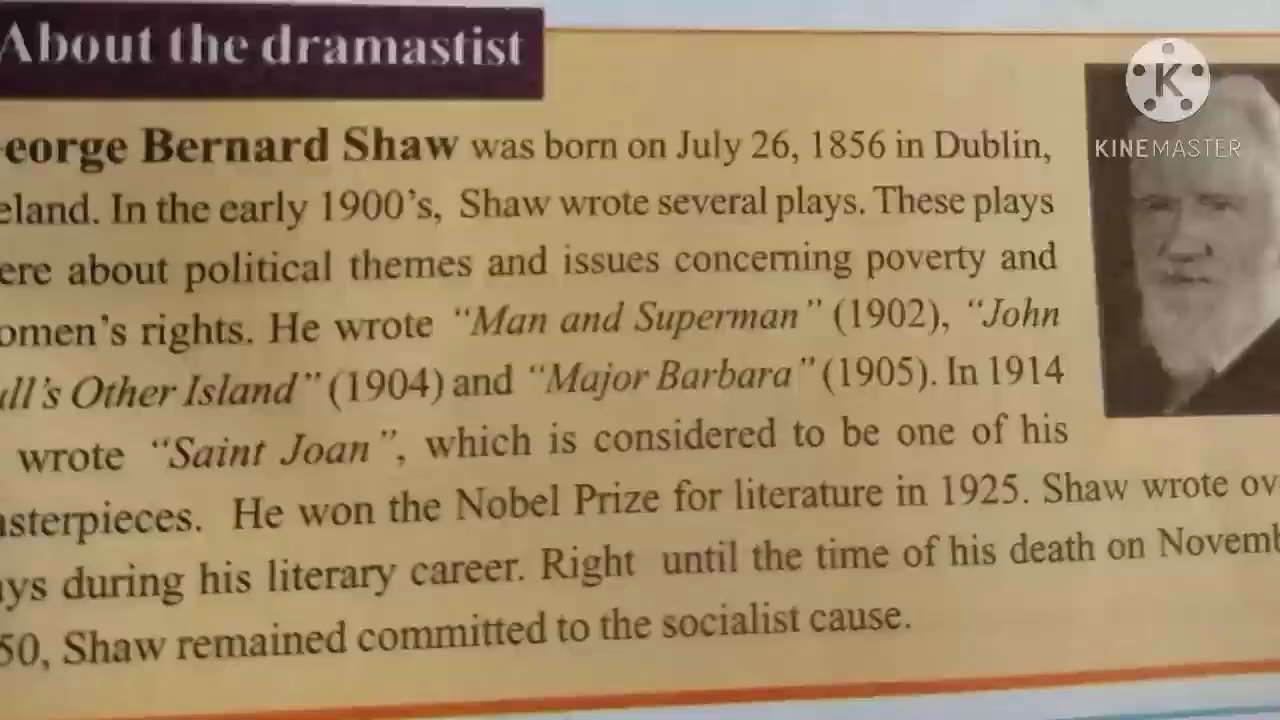 About the dramastist
eorge Bernard Shaw was born on July 26, 1856 in Dublin,
eland. In the early 1900's, Shaw wrote several plays. These plays
ere about political themes and issues concerning poverty and
omen's rights. He wrote "Man and Superman" (1902), "John
ull's Other Island" (1904) and "Major Barbara" (1905). In 1914
wrote "Saint Joan", which is considered to be one of his
sterpieces. He won the Nobel Prize for literature in 1925. Shaw wrote ov
ys during his literary career. Right until the time of his death on Novemb
50, Shaw remained committed to the socialist cause.
K
KINEMASTER